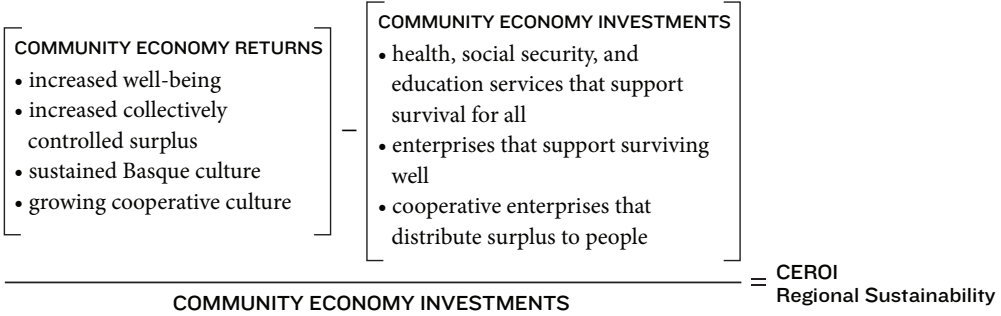 COMMUNITY ECONOMY RETURNS
• increased well-being
• increased collectively
controlled surplus
• sustained Basque culture
• growing cooperative culture
–
COMMUNITY ECONOMY INVESTMENTS
• health, social security, and
education services that support
survival for all
• enterprises that support surviving
well
• cooperative enterprises that
distribute surplus to people
COMMUNITY ECONOMY INVESTMENTS
= CEROI
Regional Sustainability